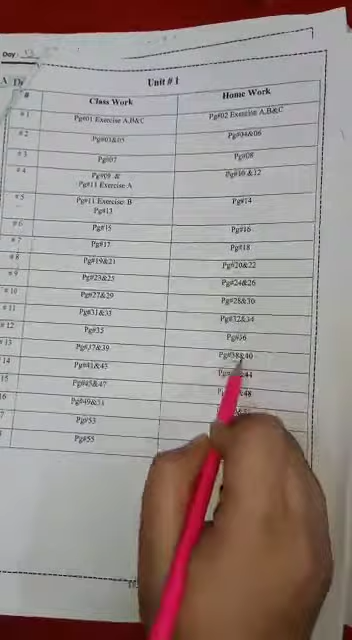 Day:
Unit # 1
# Class Work Home Work
# 1 Pg#01 Exercise A,B&C Pg#02 Exercise A,B&C
# 2 Pg#03&05 Pg#04&06
# 3 Pg#07 Pg#08
# 4 Pg#09 & Pg#10 &12
Pg#11 Exercise A
# 5 Pg#11 Exercise B Pg#14
Pg#13
# 6 Pg#15 Pg#16
# 7 Pg#17 Pg#18
# 8 Pg#19&21 Pg#20&22
# 9 Pg#23&25 Pg#24&26
# 10 Pg#27&29 Pg#28&30
# 11 Pg#31&33 Pg#32&34
# 12 Pg#35 Pg#36
# 13 Pg#37&39 Pg#38&40
14 Pg#41&43 44
15 Pg#45&47 48
16 Pg#49&51
7 Pg#53
Pg#55